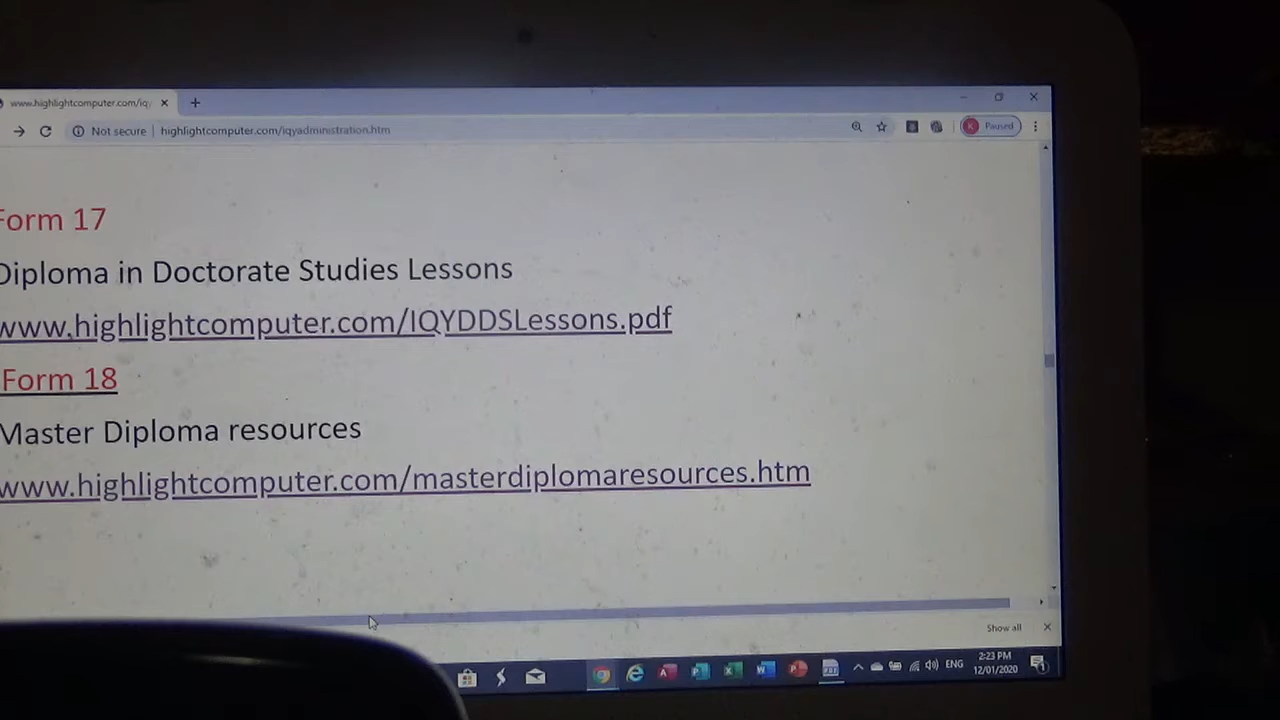 www.highlightcomputer.com/iqy
Not secure | highlightcomputer.com/iqyadministration.htm
Paused
Form 17
Diploma in Doctorate Studies Lessons
www.highlightcomputer.com/IQYDDSLessons.pdf
Form 18
Master Diploma resources
www.highlightcomputer.com/masterdiplomaresources.htm
Show all
ENG
2:23 PM
12/01/2020